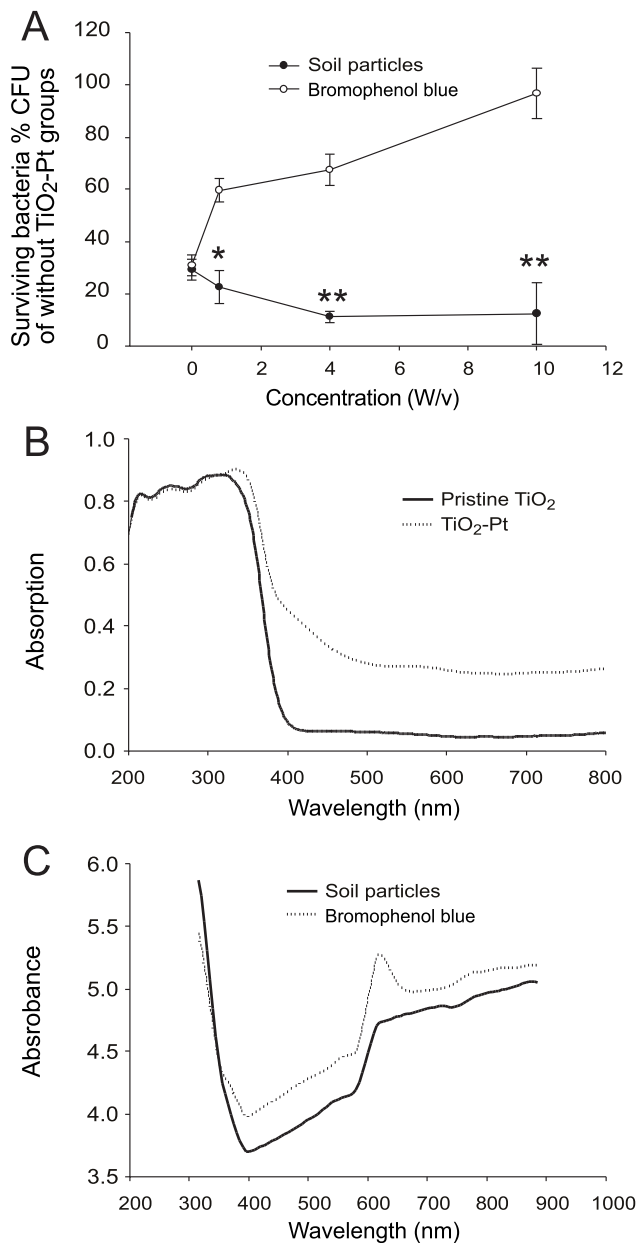 A
Surviving bacteria % CFU
of without TiO2-Pt groups
120
100
80
60
40
20
0
Soil particles
Bromophenol blue
*
**
**
0 2 4 6 8 10 12
Concentration (W/v)
B
Absorption
1.0
0.8
0.6
0.4
0.2
0.0
Pristine TiO2
TiO2-Pt
200 300 400 500 600 700 800
Wavelength (nm)
C
Absrobance
6.0
5.5
5.0
4.5
4.0
3.5
Soil particles
Bromophenol blue
200 300 400 500 600 700 800 900 1000
Wavelength (nm)